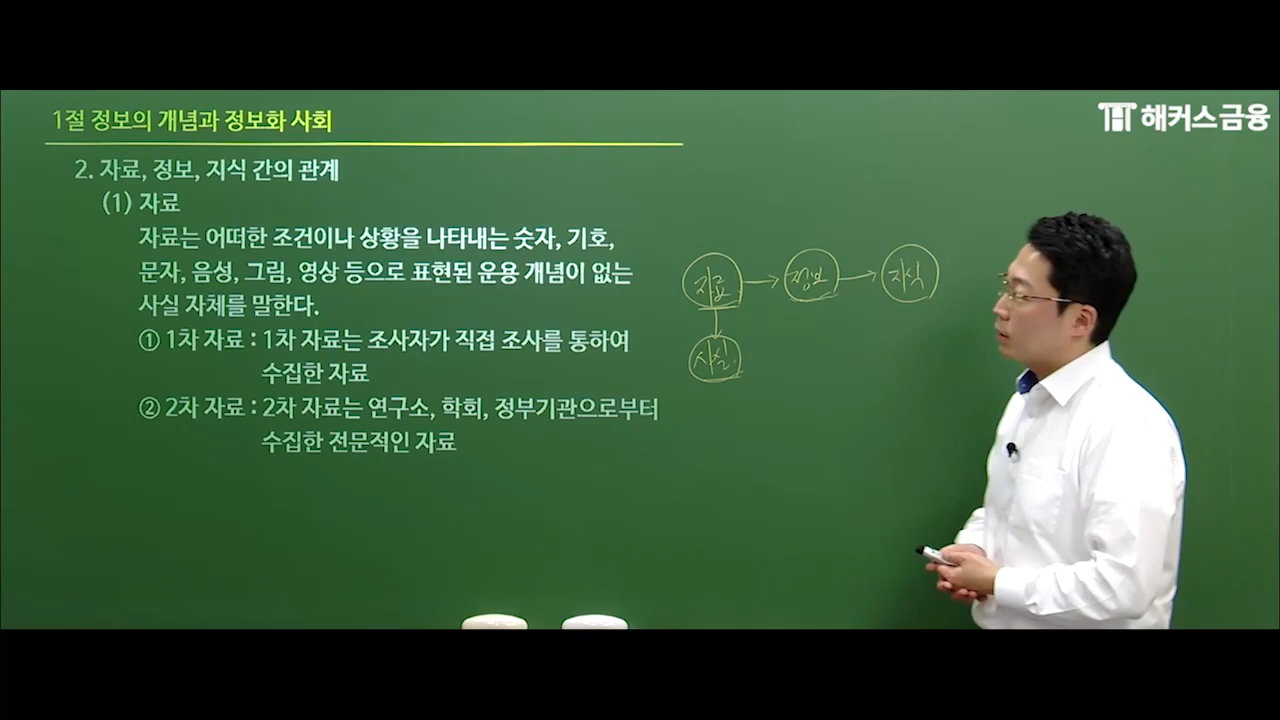 1절 정보의 개념과 정보화 사회
해커스금융
2. 자료, 정보, 지식 간의 관계
(1) 자료
자료는 어떠한 조건이나 상황을 나타내는 숫자, 기호,
문자, 음성, 그림, 영상 등으로 표현된 운용 개념이 없는
사실 자체를 말한다.
① 1차 자료 : 1차 자료는 조사자가 직접 조사를 통하여
수집한 자료
② 2차 자료 : 2차 자료는 연구소, 학회, 정부기관으로부터
수집한 전문적인 자료
자료 → 정보 → 지식
사실